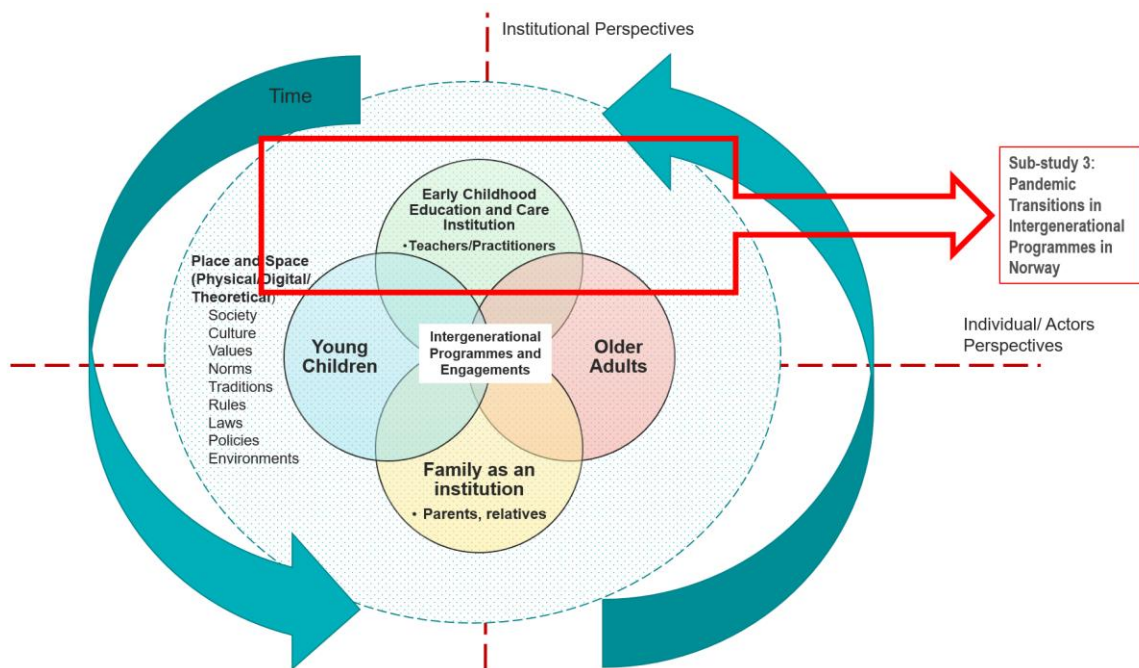 Institutional Perspectives
Time
Early Childhood
Education and Care
Institution
•Teachers/Practitioners
Sub-study 3:
Pandemic
Transitions in
Intergenerational
Programmes in
Norway
Place and Space
(Physical/Digital/
Theoretical)
Society
Culture
Values
Norms
Traditions
Rules
Laws
Policies
Environments
Young
Children
Intergenerational
Programmes and
Engagements
Older
Adults
Individual/ Actors
Perspectives
Family as an
institution
• Parents, relatives